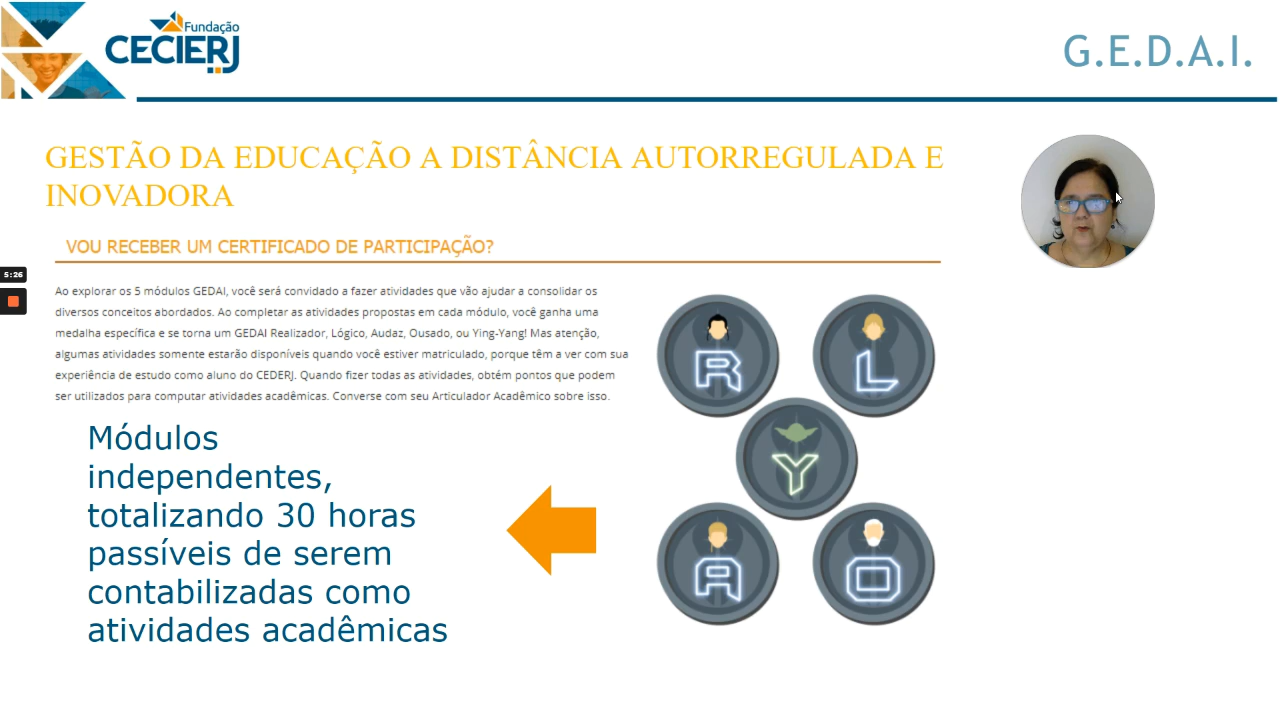 Fundação
CECIERJ
G.E.D.A.I.
GESTÃO DA EDUCAÇÃO A DISTÂNCIA AUTORREGULADA E
INOVADORA
VOU RECEBER UM CERTIFICADO DE PARTICIPAÇÃO?
5:26
Ao explorar os 5 módulos GEDAI, você será convidado a fazer atividades que vão ajudar a consolidar os
diversos conceitos abordados. Ao completar as atividades propostas em cada módulo, você ganha uma
medalha específica e se torna um GEDAI Realizador, Lógico, Audaz, Ousado, ou Ying-Yang! Mas atenção,
algumas atividades somente estarão disponíveis quando você estiver matriculado, porque têm a ver com sua
experiência de estudo como aluno do CEDERJ. Quando fizer todas as atividades, obtém pontos que podem
ser utilizados para computar atividades acadêmicas. Converse com seu Articulador Acadêmico sobre isso.
R
L
Y
A
O
Módulos
independentes,
totalizando 30 horas
passíveis de serem
contabilizadas como
atividades acadêmicas